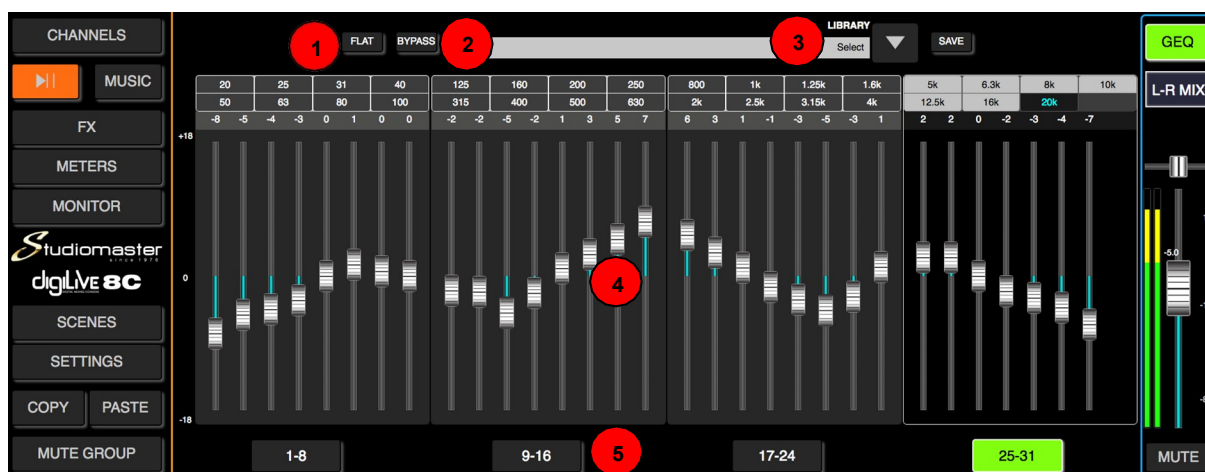 CHANNELS
MUSIC
FX
METERS
MONITOR
Studiomaster
since 1976
digiLivE 8C
SCENES
SETTINGS
COPY PASTE
MUTE GROUP
1 FLAT BYPASS 2 3 LIBRARY
Select SAVE
20 25 31 40 125 160 200 250 800 1k 1.25k 1.6k 5k 6.3k 8k 10k
50 63 80 100 315 400 500 630 2k 2.5k 3.15k 4k 12.5k 16k 20k
-8 -5 -4 -3 0 1 0 0 -2 -2 -5 -2 1 3 5 7 6 3 1 -1 -3 -5 -3 1 2 2 0 -2 -3 -4 -7
+18
0
-18
4
1-8 9-16 5 17-24 25-31
GEQ
L-R MIX
-5.0
MUTE